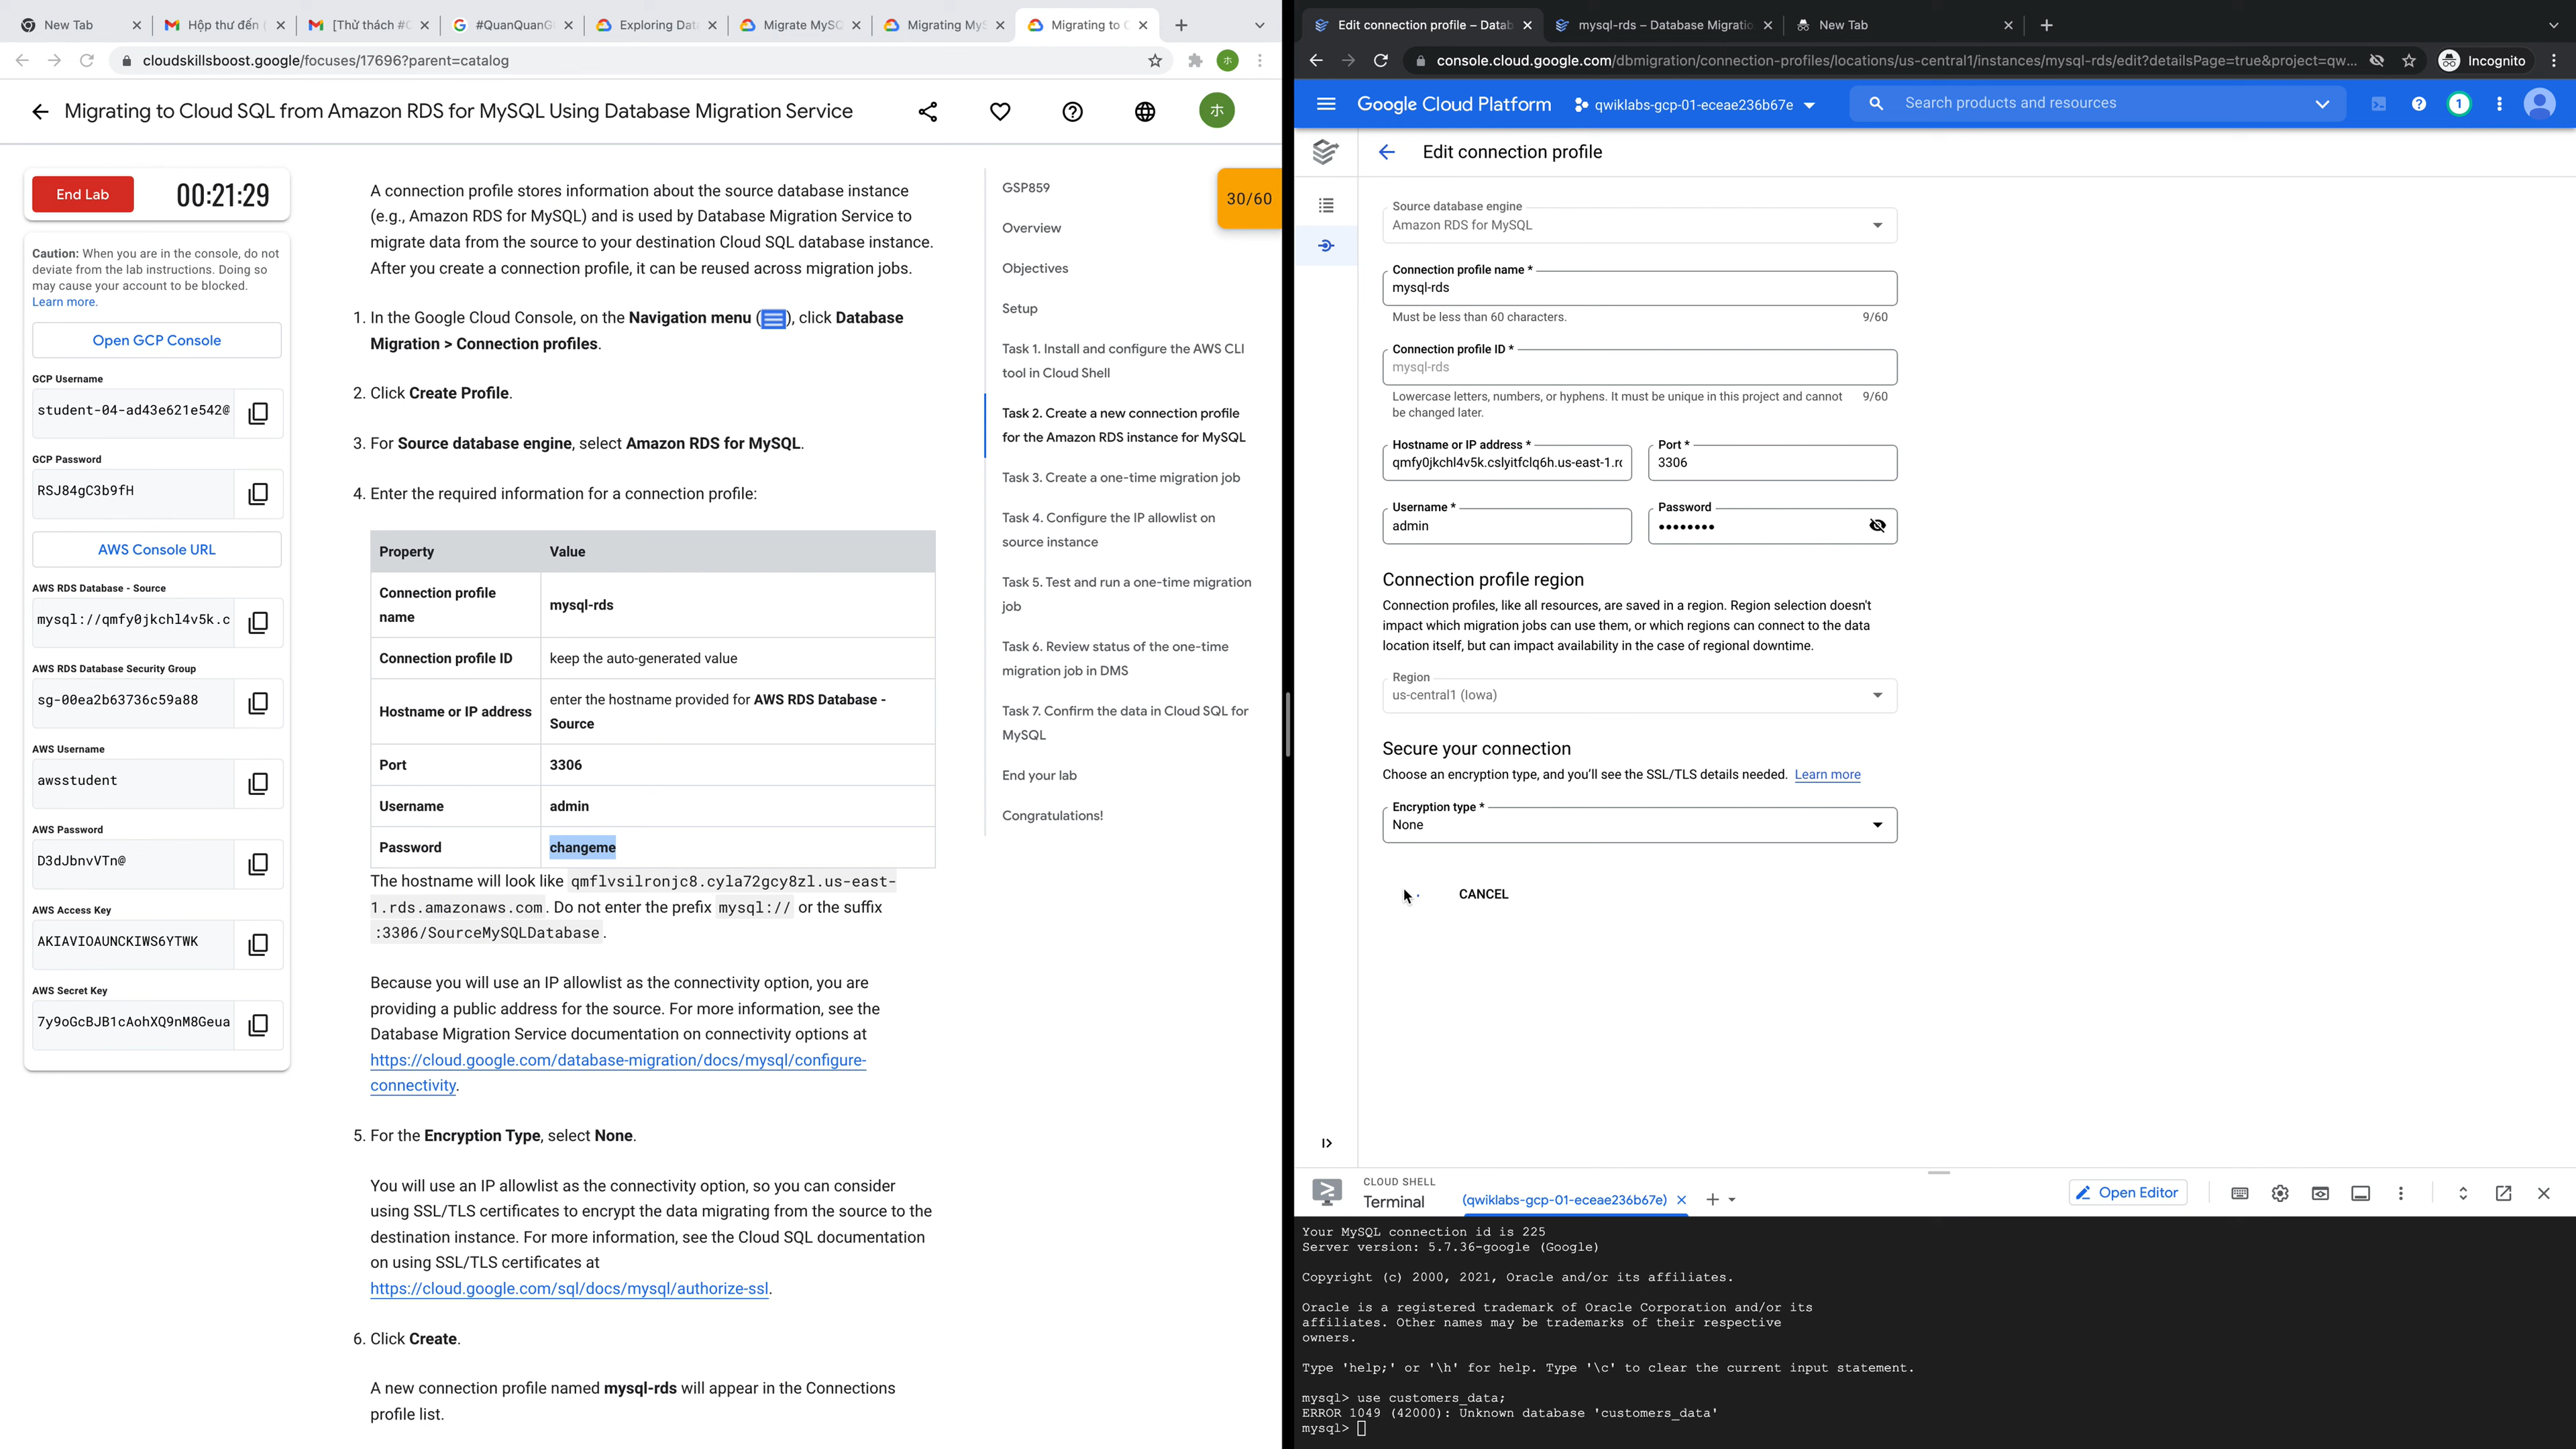 New Tab
Hộp thư đến (
[Thử thách #C
#QuanQuanG
Exploring Dat
Migrate MySQ
Migrating MyS
Migrating to C
cloudskillsboost.google/focuses/17696?parent=catalog
Migrating to Cloud SQL from Amazon RDS for MySQL Using Database Migration Service
ホ
End Lab
00:21:29
Caution: When you are in the console, do not
deviate from the lab instructions. Doing so
may cause your account to be blocked.
Learn more.
Open GCP Console
GCP Username
student-04-ad43e621e542@
GCP Password
RSJ84gC3b9fH
AWS Console URL
AWS RDS Database - Source
mysql://qmfy0jkchl4v5k.c
AWS RDS Database Security Group
sg-00ea2b63736c59a88
AWS Username
awsstudent
AWS Password
D3dJbnvVTn@
AWS Access Key
AKIAVIOAUNCKIWS6YTWK
AWS Secret Key
7y9oGcBJB1cAohXQ9nM8Geua
A connection profile stores information about the source database instance
(e.g., Amazon RDS for MySQL) and is used by Database Migration Service to
migrate data from the source to your destination Cloud SQL database instance.
After you create a connection profile, it can be reused across migration jobs.
1. In the Google Cloud Console, on the Navigation menu ( ), click Database
Migration > Connection profiles.
2. Click Create Profile.
3. For Source database engine, select Amazon RDS for MySQL.
4. Enter the required information for a connection profile:
Property Value
Connection profile
name
mysql-rds
Connection profile ID keep the auto-generated value
Hostname or IP address
enter the hostname provided for AWS RDS Database -
Source
Port 3306
Username admin
Password changeme
The hostname will look like qmflvsilronjc8.cyla72gcy8zl.us-east-
1.rds.amazonaws.com. Do not enter the prefix mysql:// or the suffix
:3306/SourceMySQLDatabase.
Because you will use an IP allowlist as the connectivity option, you are
providing a public address for the source. For more information, see the
Database Migration Service documentation on connectivity options at
https://cloud.google.com/database-migration/docs/mysql/configure-
connectivity.
5. For the Encryption Type, select None.
You will use an IP allowlist as the connectivity option, so you can consider
using SSL/TLS certificates to encrypt the data migrating from the source to the
destination instance. For more information, see the Cloud SQL documentation
on using SSL/TLS certificates at
https://cloud.google.com/sql/docs/mysql/authorize-ssl.
6. Click Create.
A new connection profile named mysql-rds will appear in the Connections
profile list.
30/60
GSP859
Overview
Objectives
Setup
Task 1. Install and configure the AWS CLI
tool in Cloud Shell
Task 2. Create a new connection profile
for the Amazon RDS instance for MySQL
Task 3. Create a one-time migration job
Task 4. Configure the IP allowlist on
source instance
Task 5. Test and run a one-time migration
job
Task 6. Review status of the one-time
migration job in DMS
Task 7. Confirm the data in Cloud SQL for
MySQL
End your lab
Congratulations!
Edit connection profile – Datab
mysql-rds – Database Migratio
New Tab
console.cloud.google.com/dbmigration/connection-profiles/locations/us-central1/instances/mysql-rds/edit?detailsPage=true&project=qw...
Incognito
Google Cloud Platform
qwiklabs-gcp-01-eceae236b67e
Search products and resources
1
Edit connection profile
Source database engine
Amazon RDS for MySQL
Connection profile name *
mysql-rds
Must be less than 60 characters. 9/60
Connection profile ID *
mysql-rds
Lowercase letters, numbers, or hyphens. It must be unique in this project and cannot 9/60
be changed later.
Hostname or IP address * Port *
qmfy0jkchl4v5k.cslyitfclq6h.us-east-1.r 3306
Username * Password
admin ••••••••
Connection profile region
Connection profiles, like all resources, are saved in a region. Region selection doesn't
impact which migration jobs can use them, or which regions can connect to the data
location itself, but can impact availability in the case of regional downtime.
Region
us-central1 (Iowa)
Secure your connection
Choose an encryption type, and you'll see the SSL/TLS details needed. Learn more
Encryption type *
None
CANCEL
CLOUD SHELL
Terminal
(qwiklabs-gcp-01-eceae236b67e)
Open Editor
Your MySQL connection id is 225
Server version: 5.7.36-google (Google)
Copyright (c) 2000, 2021, Oracle and/or its affiliates.
Oracle is a registered trademark of Oracle Corporation and/or its
affiliates. Other names may be trademarks of their respective
owners.
Type 'help;' or '\h' for help. Type '\c' to clear the current input statement.
mysql> use customers_data;
ERROR 1049 (42000): Unknown database 'customers_data'
mysql>